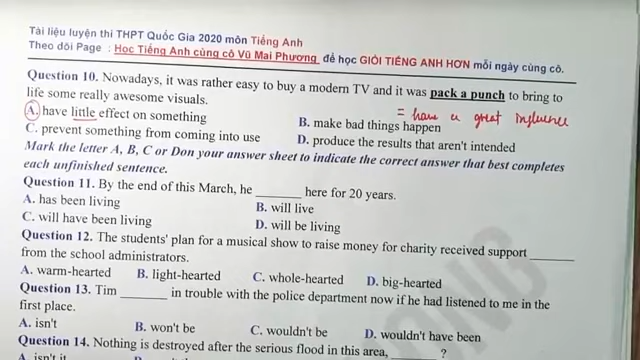 Tài liệu luyện thi THPT Quốc Gia 2020 môn Tiếng Anh
Theo dõi Page : Học Tiếng Anh cùng cô Vũ Mai Phương để học GIỎI TIẾNG ANH HƠN mỗi ngày cùng cô.
Question 10. Nowadays, it was rather easy to buy a modern TV and it was pack a punch to bring to
life some really awesome visuals.
= have a great influence
A. have little effect on something
B. make bad things happen
C. prevent something from coming into use
D. produce the results that aren't intended
Mark the letter A, B, C or Don your answer sheet to indicate the correct answer that best completes
each unfinished sentence.
Question 11. By the end of this March, he ________ here for 20 years.
A. has been living
B. will live
C. will have been living
D. will be living
Question 12. The students' plan for a musical show to raise money for charity received support ________
from the school administrators.
A. warm-hearted B. light-hearted C. whole-hearted D. big-hearted
Question 13. Tim ________ in trouble with the police department now if he had listened to me in the
first place.
A. isn't B. won't be C. wouldn't be D. wouldn't have been
Question 14. Nothing is destroyed after the serious flood in this area, ________ ?
A. isn't it